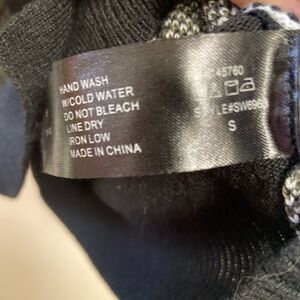 HAND WASH
W/COLD WATER
DO NOT BLEACH
LINE DRY
IRON LOW
MADE IN CHINA
S